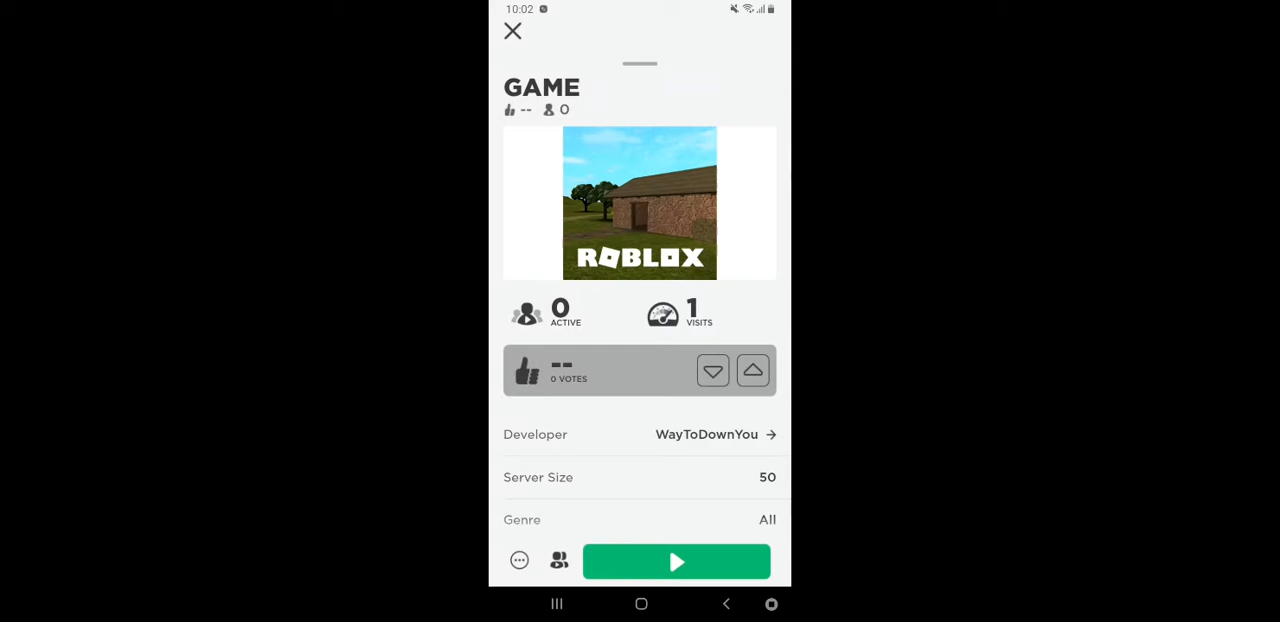 10:02
GAME
-- 0
ROBLOX
0 ACTIVE
1 VISITS
--
0 VOTES
Developer WayToDownYou →
Server Size 50
Genre All